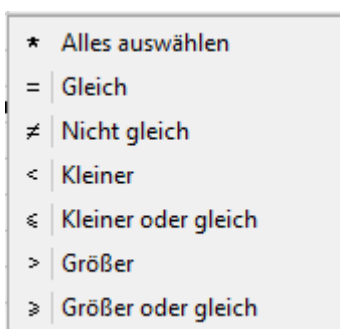 * Alles auswählen
= Gleich
≠ Nicht gleich
< Kleiner
⩽ Kleiner oder gleich
> Größer
⩾ Größer oder gleich